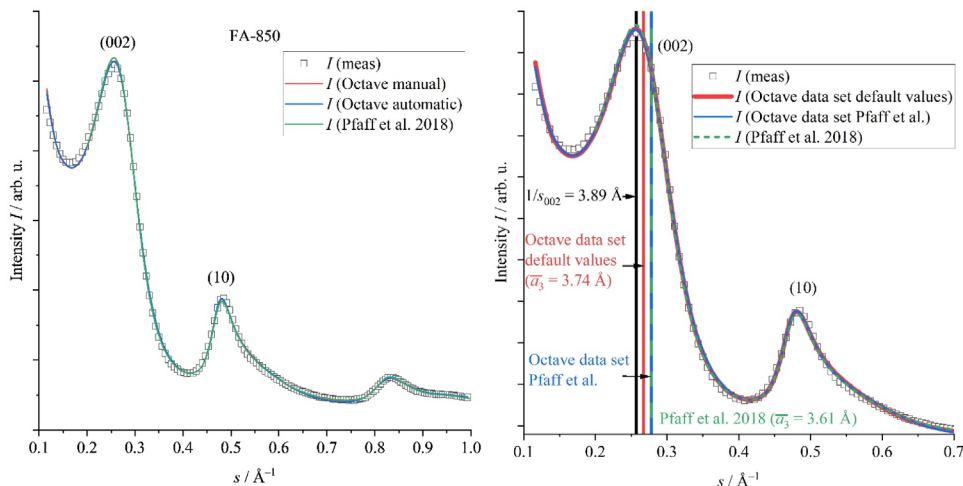 (002)
FA-850
I (meas)
I (Octave manual)
I (Octave automatic)
I (Pfaff et al. 2018)
(10)
Intensity I / arb. u.
0.1 0.2 0.3 0.4 0.5 0.6 0.7 0.8 0.9 1.0
s / Å⁻¹
(002)
I (meas)
I (Octave data set default values)
I (Octave data set Pfaff et al.)
I (Pfaff et al. 2018)
1/s₀₀₂ = 3.89 Å
Octave data set
default values
(a̅₃ = 3.74 Å)
(10)
Octave data set
Pfaff et al.
Pfaff et al. 2018 (a̅₃ = 3.61 Å)
Intensity I / arb. u.
0.1 0.2 0.3 0.4 0.5 0.6 0.7
s / Å⁻¹